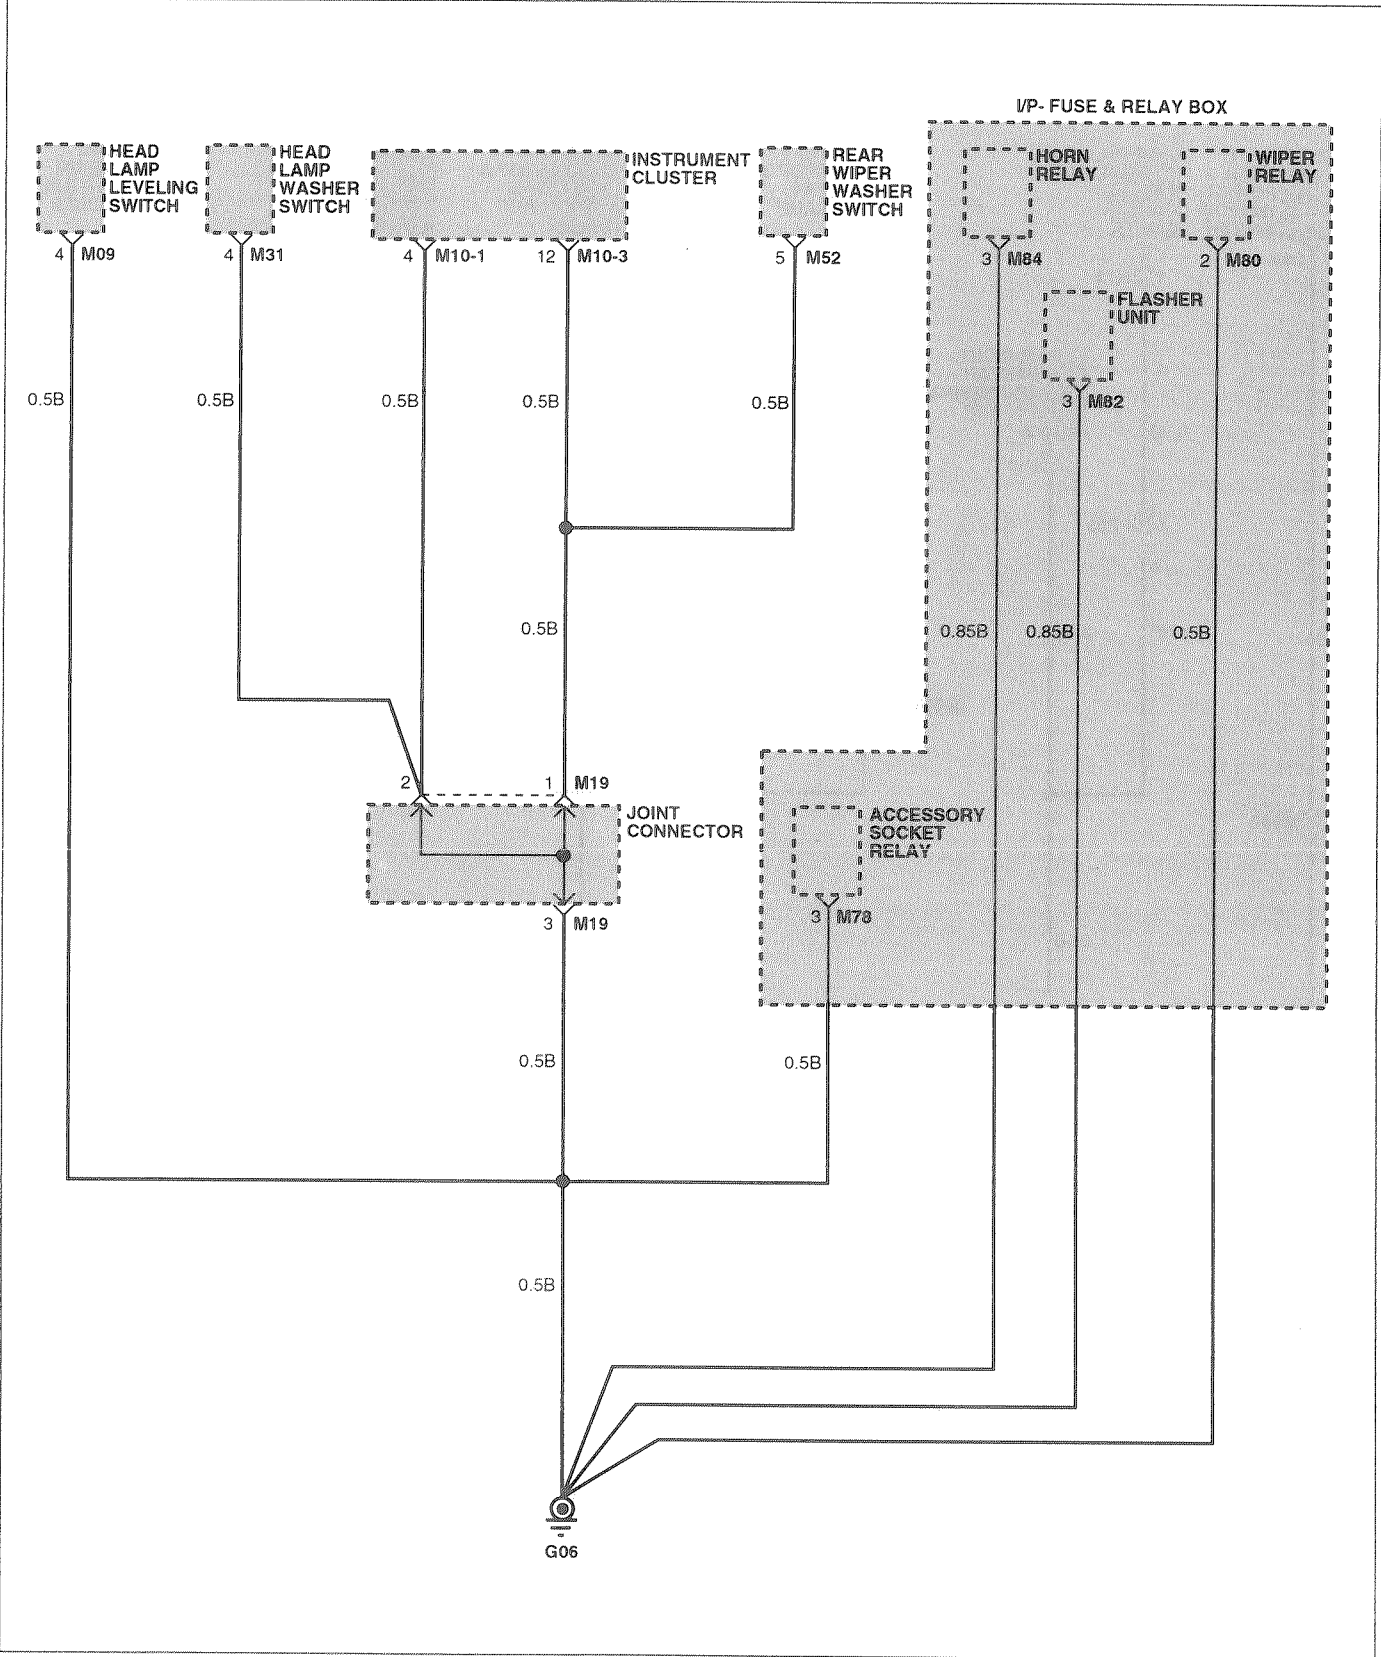 I/P- FUSE & RELAY BOX
HEAD
LAMP
LEVELING
SWITCH
4 M09
HEAD
LAMP
WASHER
SWITCH
4 M31
INSTRUMENT
CLUSTER
4 M10-1
12 M10-3
REAR
WIPER
WASHER
SWITCH
5 M52
HORN
RELAY
3 M84
WIPER
RELAY
2 M80
FLASHER
UNIT
3 M82
0.5B
0.5B
0.5B
0.5B
0.5B
0.5B
0.85B
0.85B
0.5B
2
1 M19
JOINT
CONNECTOR
3 M19
ACCESSORY
SOCKET
RELAY
3 M78
0.5B
0.5B
0.5B
G06